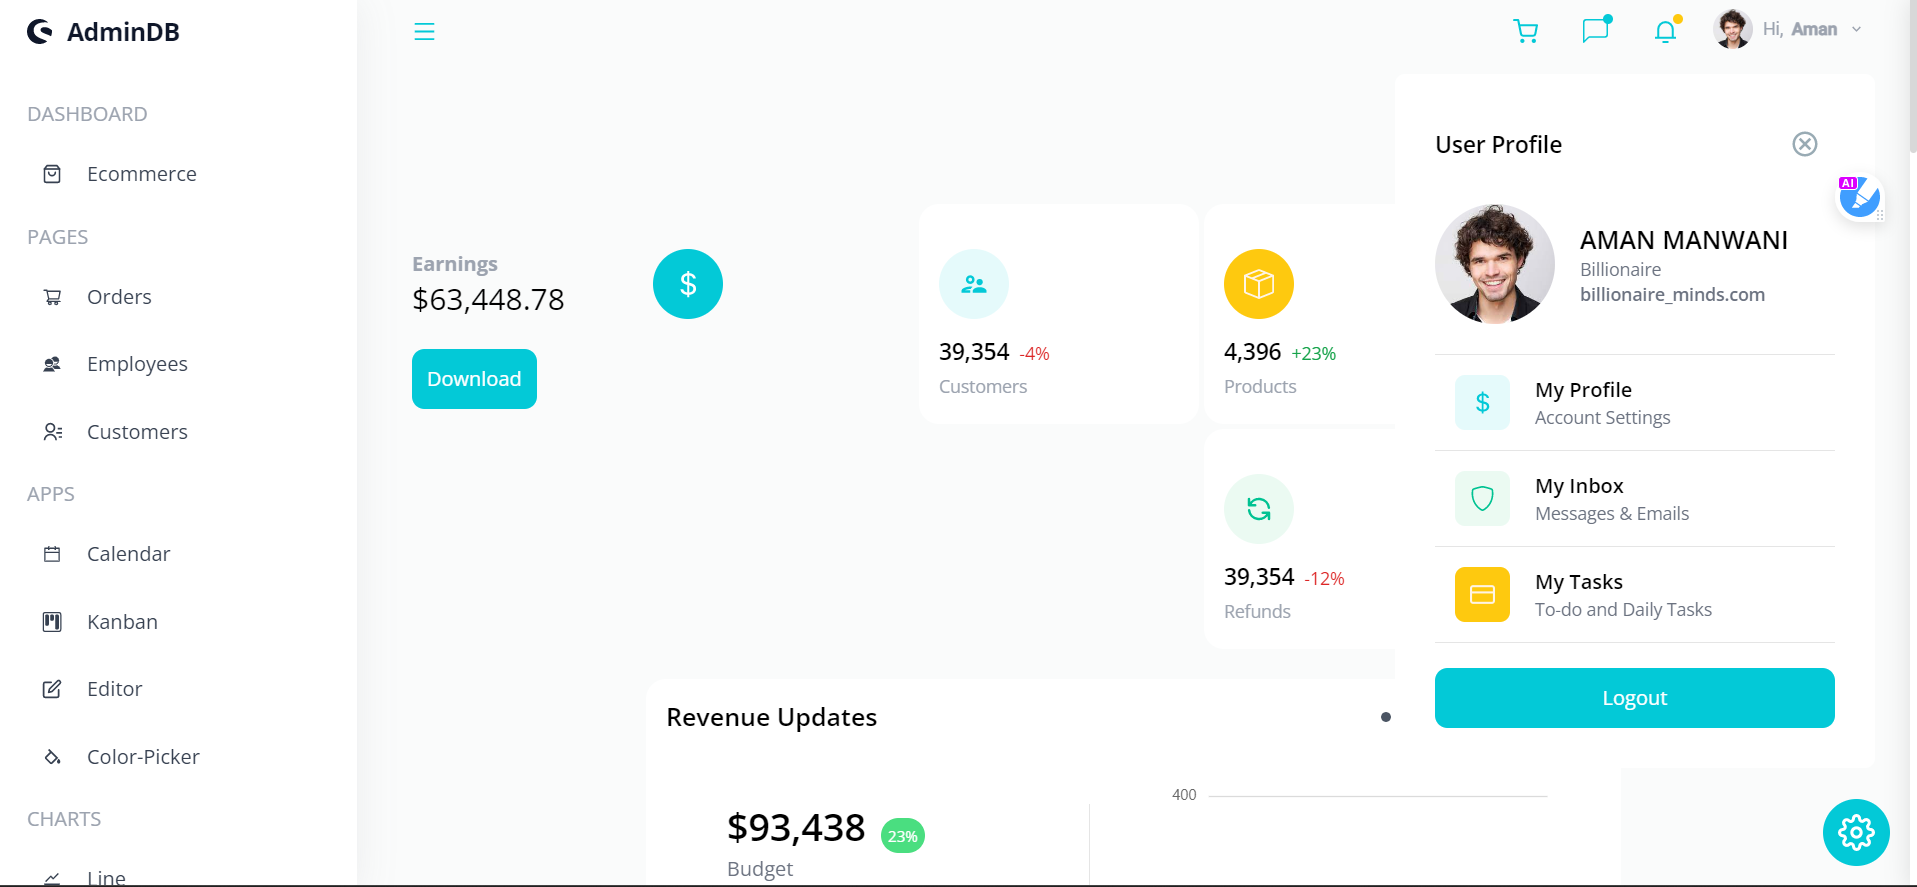 AdminDB
DASHBOARD
Ecommerce
PAGES
Orders
Employees
Customers
APPS
Calendar
Kanban
Editor
Color-Picker
CHARTS
Line
Hi, Aman
Earnings
$63,448.78
$
Download
39,354 -4%
Customers
4,396 +23%
Products
39,354 -12%
Refunds
Revenue Updates
$93,438 23%
Budget
400
User Profile
AI
AMAN MANWANI
Billionaire
billionaire_minds.com
$
My Profile
Account Settings
My Inbox
Messages & Emails
My Tasks
To-do and Daily Tasks
Logout